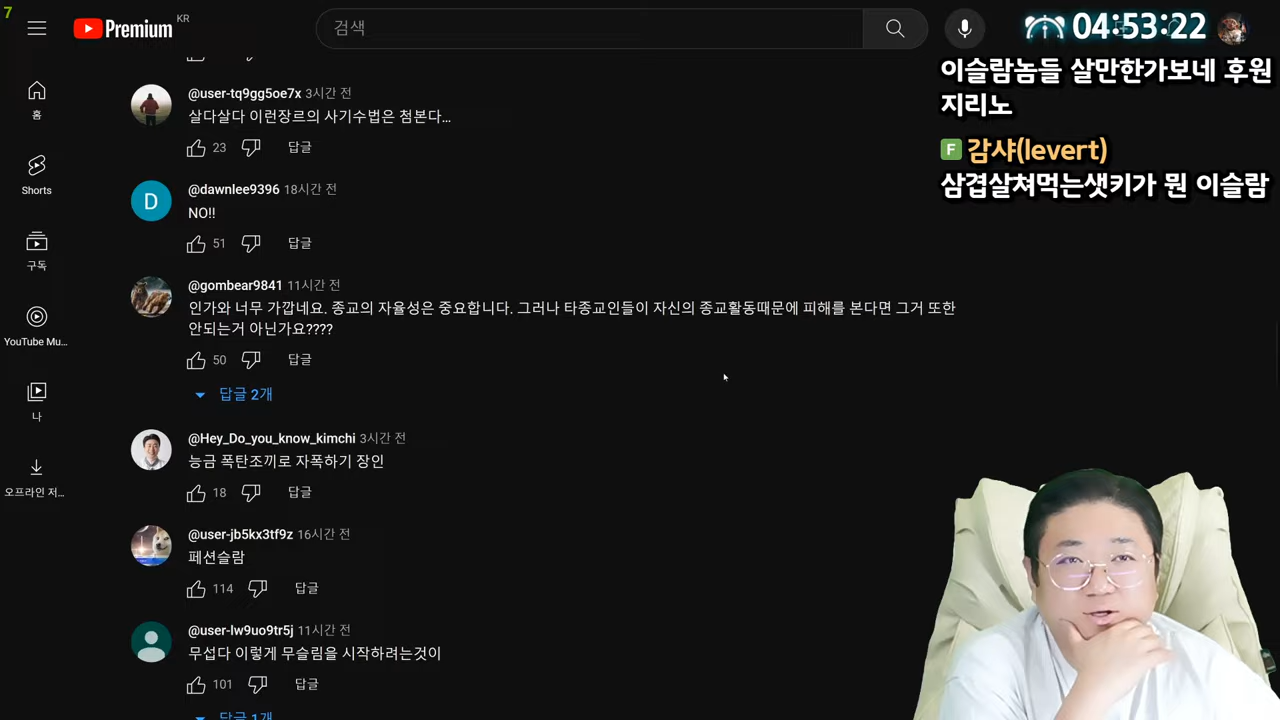 7
Premium
KR
검색
04:53:22
이슬람놈들 살만한가보네 후원
지리노
F 감샤(levert)
삼겹살쳐먹는샛키가 뭔 이슬람
홈
Shorts
구독
YouTube Mu...
나
오프라인 저...
@user-tq9gg5oe7x 3시간 전
살다살다 이런장르의 사기수법은 첨본다...
23 답글
D
@dawnlee9396 18시간 전
NO!!
51 답글
@gombear9841 11시간 전
인가와 너무 가깝네요. 종교의 자율성은 중요합니다. 그러나 타종교인들이 자신의 종교활동때문에 피해를 본다면 그거 또한
안되는거 아닌가요????
50 답글
답글 2개
@Hey_Do_you_know_kimchi 3시간 전
능금 폭탄조끼로 자폭하기 장인
18 답글
@user-jb5kx3tf9z 16시간 전
페션슬람
114 답글
@user-lw9uo9tr5j 11시간 전
무섭다 이렇게 무슬림을 시작하려는것이
101 답글
답글 1개